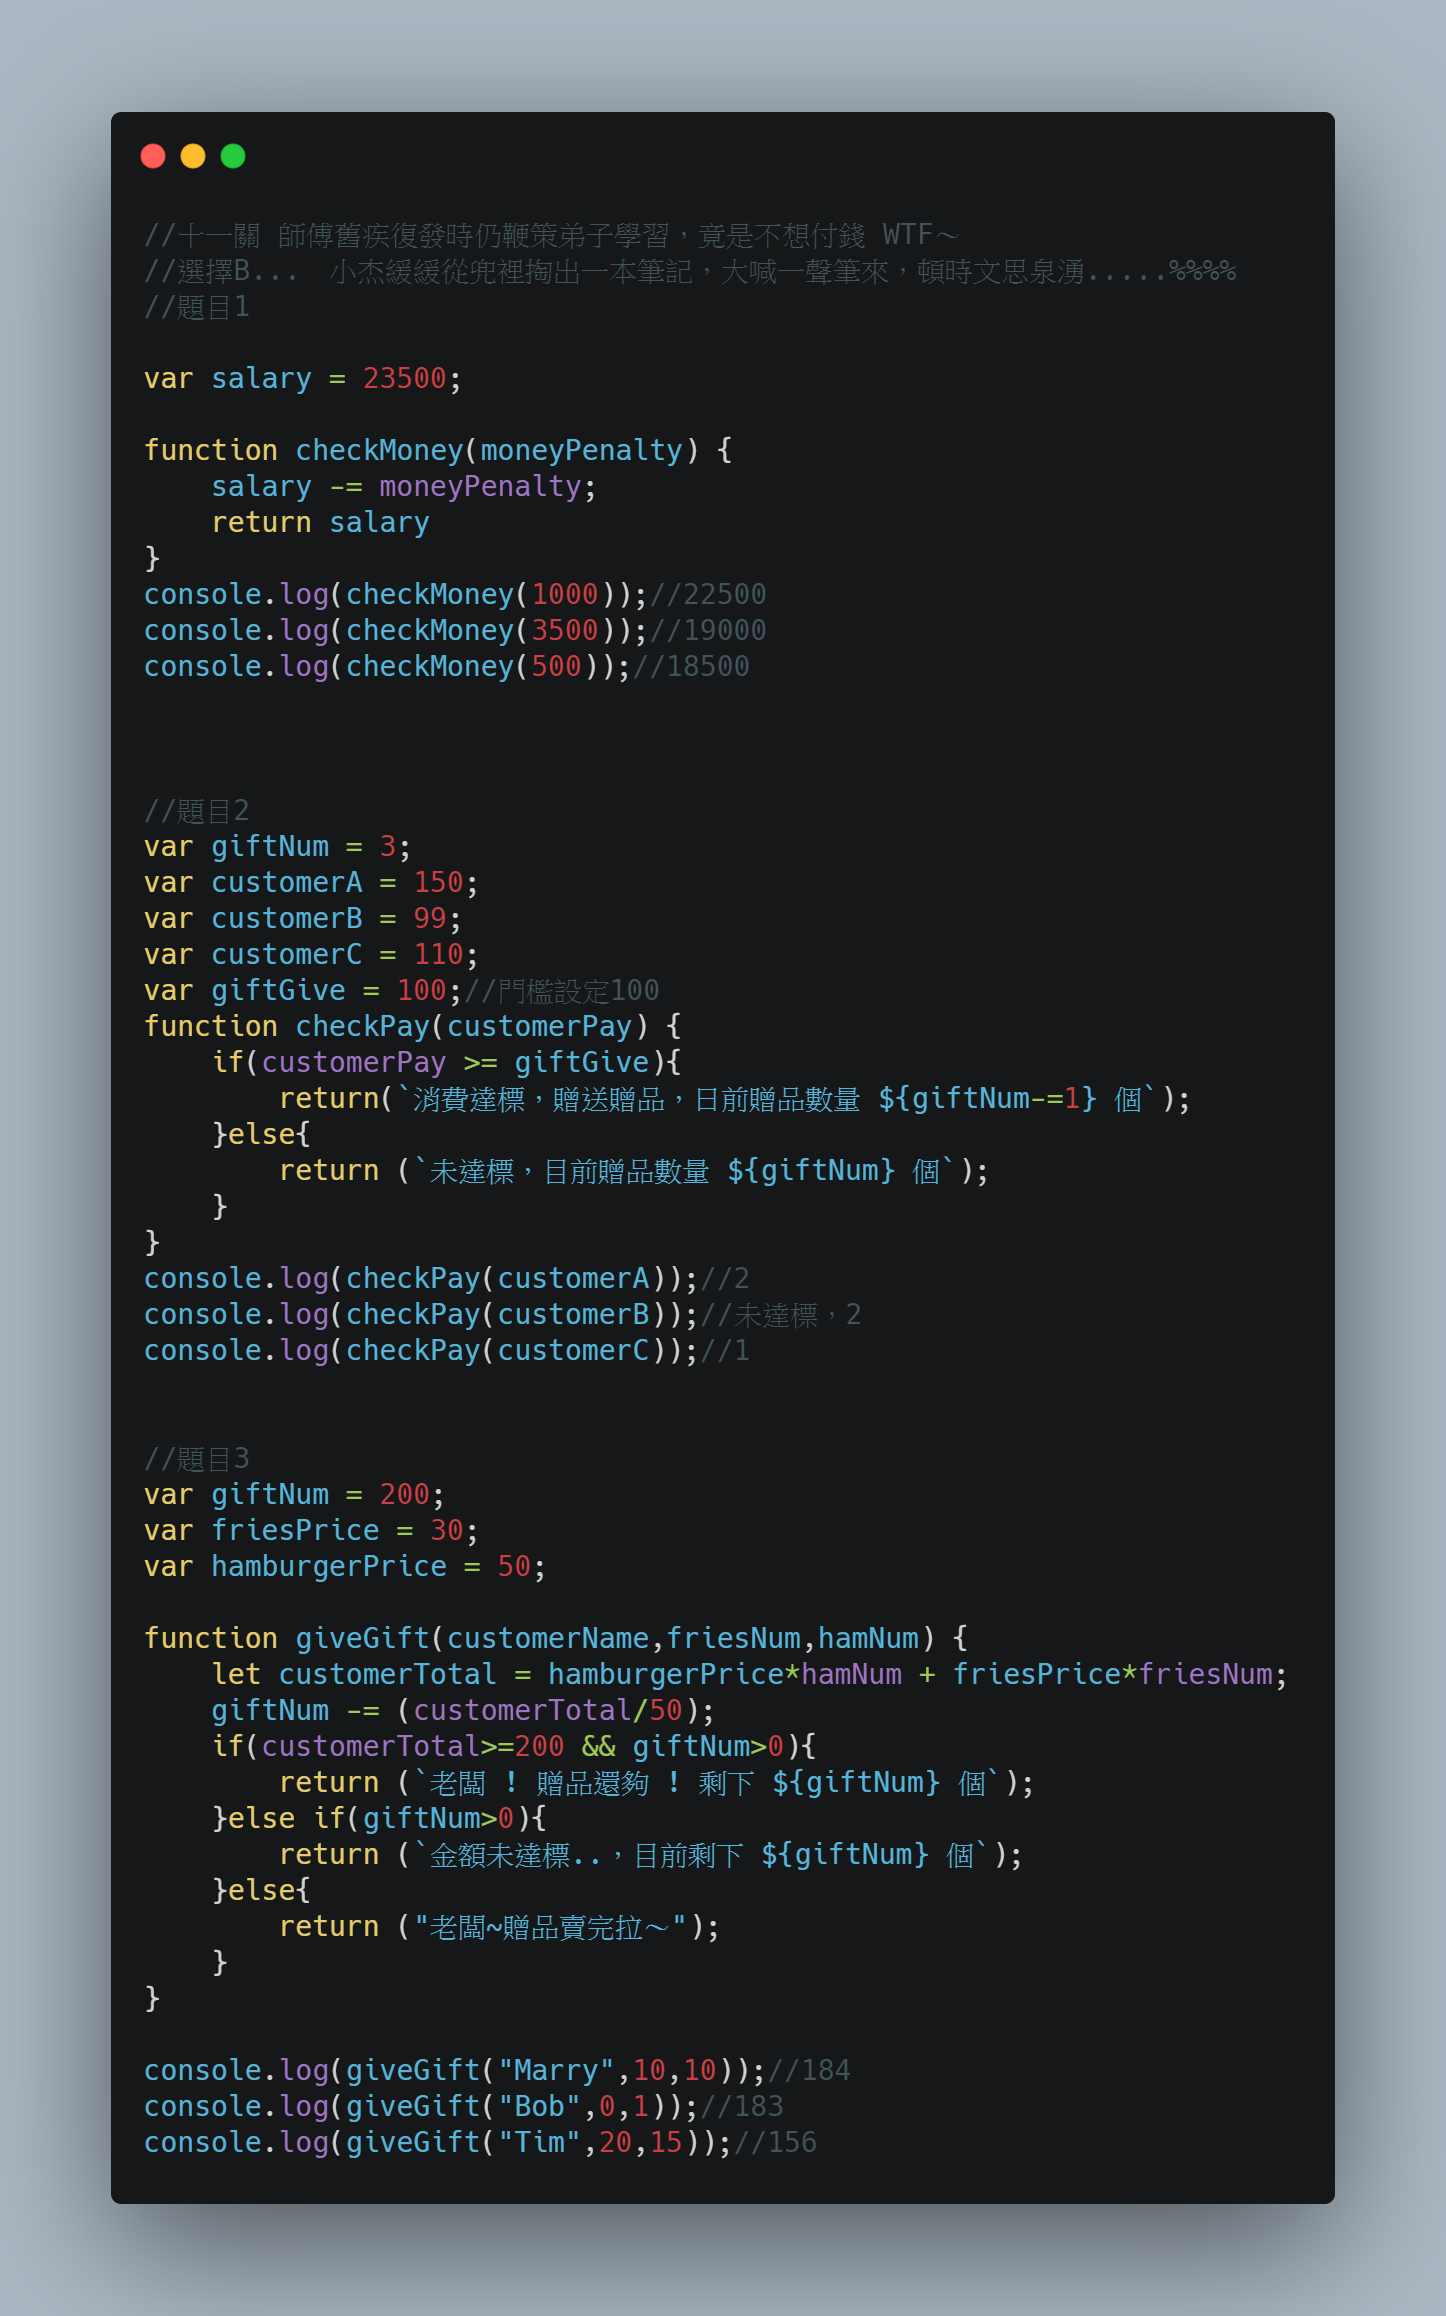 //十一關 師傅舊疾復發時仍鞭策弟子學習，竟是不想付錢 WTF～
//選擇B... 小杰緩緩從兜裡掏出一本筆記，大喊一聲筆來，頓時文思泉湧.....%%%%
//題目1
var salary = 23500;
function checkMoney(moneyPenalty) {
    salary -= moneyPenalty;
    return salary
}
console.log(checkMoney(1000));//22500
console.log(checkMoney(3500));//19000
console.log(checkMoney(500));//18500
//題目2
var giftNum = 3;
var customerA = 150;
var customerB = 99;
var customerC = 110;
var giftGive = 100;//門檻設定100
function checkPay(customerPay) {
    if(customerPay >= giftGive){
        return(`消費達標，贈送贈品，日前贈品數量 ${giftNum-=1} 個`);
    }else{
        return (`未達標，目前贈品數量 ${giftNum} 個`);
    }
}
console.log(checkPay(customerA));//2
console.log(checkPay(customerB));//未達標，2
console.log(checkPay(customerC));//1
//題目3
var giftNum = 200;
var friesPrice = 30;
var hamburgerPrice = 50;
function giveGift(customerName,friesNum,hamNum) {
    let customerTotal = hamburgerPrice*hamNum + friesPrice*friesNum;
    giftNum -= (customerTotal/50);
    if(customerTotal>=200 && giftNum>0){
        return (`老闆 ! 贈品還夠 ! 剩下 ${giftNum} 個`);
    }else if(giftNum>0){
        return (`金額未達標..，目前剩下 ${giftNum} 個`);
    }else{
        return ("老闆~贈品賣完拉～");
    }
}
console.log(giveGift("Marry",10,10));//184
console.log(giveGift("Bob",0,1));//183
console.log(giveGift("Tim",20,15));//156